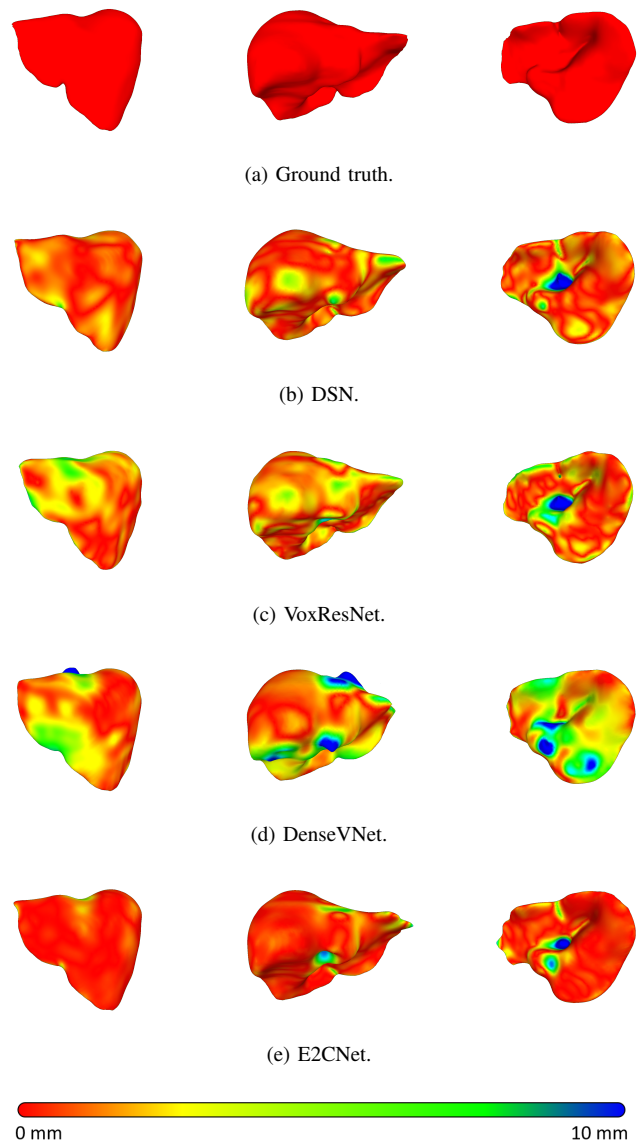 (a) Ground truth.
(b) DSN.
(c) VoxResNet.
(d) DenseVNet.
(e) E2CNet.
0 mm 10 mm